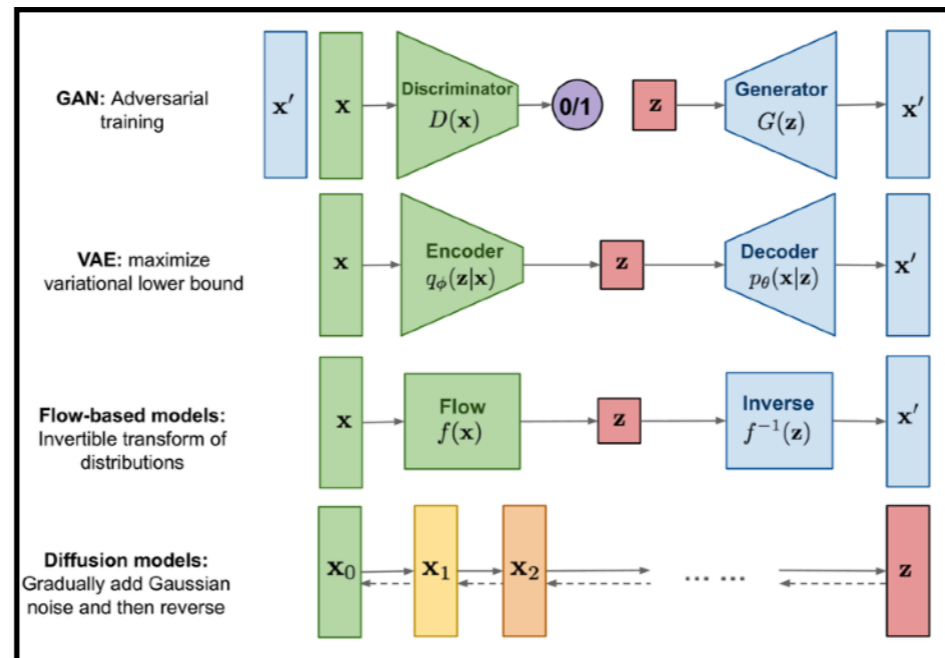 GAN: Adversarial
training
x′
x
Discriminator
D(x)
0/1
z
Generator
G(z)
x′
VAE: maximize
variational lower bound
x
Encoder
qϕ(z|x)
z
Decoder
pθ(x|z)
x′
Flow-based models:
Invertible transform of
distributions
x
Flow
f(x)
z
Inverse
f⁻¹(z)
x′
Diffusion models:
Gradually add Gaussian
noise and then reverse
x₀
x₁
x₂
... ...
z